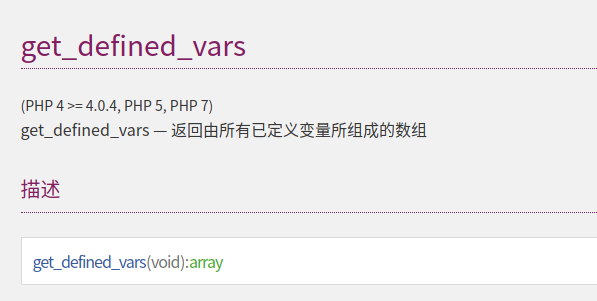 get_defined_vars
(PHP 4 >= 4.0.4, PHP 5, PHP 7)
get_defined_vars — 返回由所有已定义变量所组成的数组
描述
get_defined_vars(void):array